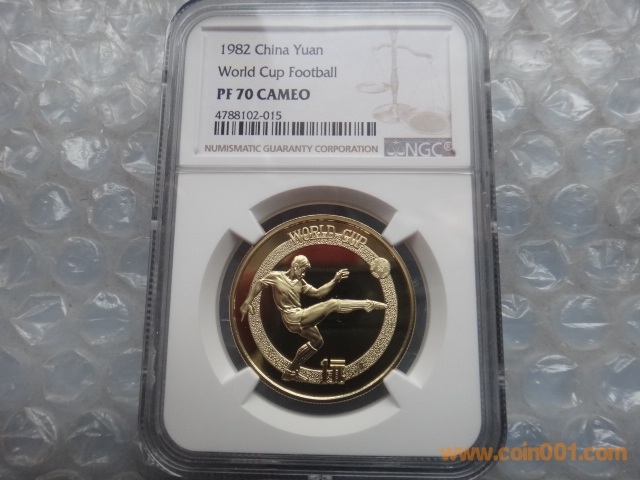 1982 China Yuan
World Cup Football
PF 70 CAMEO
4788102-015
NUMISMATIC GUARANTY CORPORATION
NGC®
WORLD CUP
1元
www.coin001.com